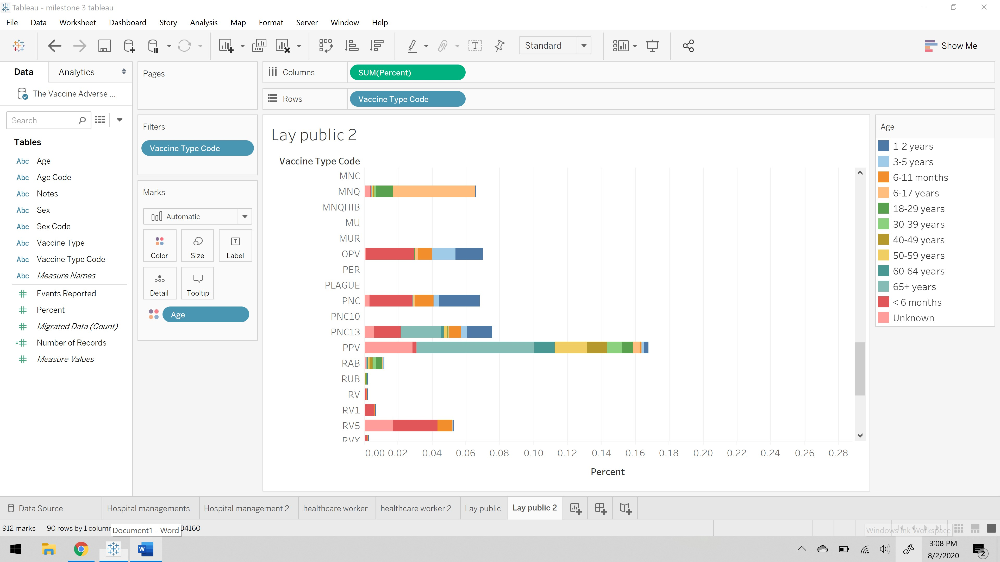 Tableau - milestone 3 tableau
File Data Worksheet Dashboard Story Analysis Map Format Server Window Help
Standard
Show Me
Data
Analytics
The Vaccine Adverse ...
Search
Tables
Abc Age
Abc Age Code
Abc Notes
Abc Sex
Abc Sex Code
Abc Vaccine Type
Abc Vaccine Type Code
Abc Measure Names
Events Reported
Percent
Migrated Data (Count)
Number of Records
Measure Values
Pages
Filters
Vaccine Type Code
Marks
Automatic
Color
Size
Label
Detail
Tooltip
Age
Columns
SUM(Percent)
Rows
Vaccine Type Code
Lay public 2
Vaccine Type Code
MNC
MNQ
MNQHIB
MU
MUR
OPV
PER
PLAGUE
PNC
PNC10
PNC13
PPV
RAB
RUB
RV
RV1
RV5
RVX
0.00 0.02 0.04 0.06 0.08 0.10 0.12 0.14 0.16 0.18 0.20 0.22 0.24 0.26 0.28
Percent
Age
1-2 years
3-5 years
6-11 months
6-17 years
18-29 years
30-39 years
40-49 years
50-59 years
60-64 years
65+ years
< 6 months
Unknown
Data Source
Hospital managements
Hospital management 2
healthcare worker
healthcare worker 2
Lay public
Lay public 2
912 marks
90 rows by 1 colum
04160
Document1 - Word
Windows Ink Workspace
W
3:08 PM
8/2/2020
2